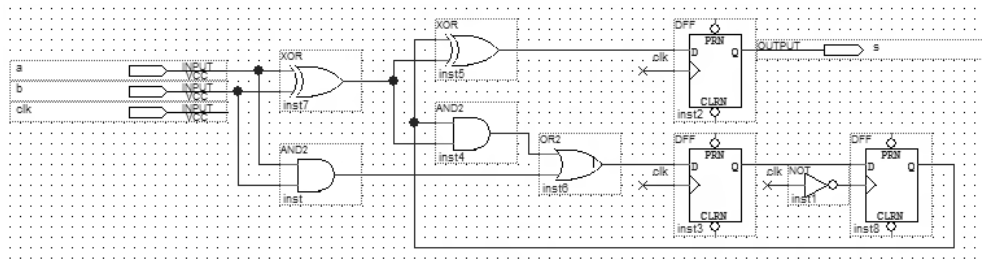 XOR
DFF
PRN
D
Q
OUTPUT
s
.clk
inst5
CLRN
inst2
a
INPUT
VCC
b
INPUT
VCC
clk
INPUT
VCC
XOR
inst7
AND2
inst4
OR2
inst6
AND2
inst
DFF
PRN
D
Q
.clk
CLRN
inst3
NOT
.clk
inst1
DFF
PRN
D
Q
CLRN
inst8